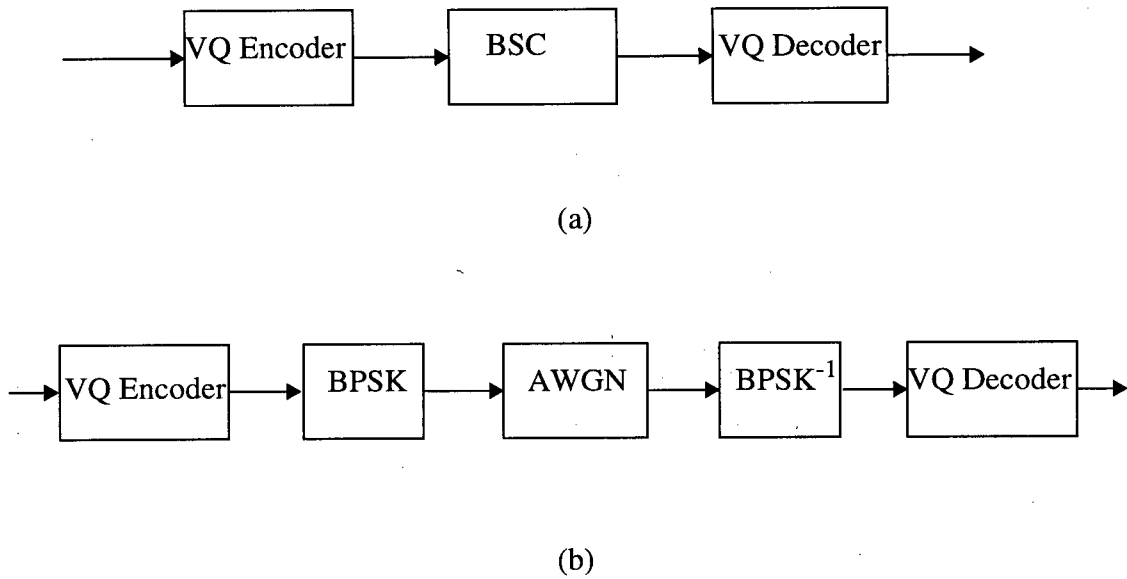 VQ Encoder BSC VQ Decoder
(a)
VQ Encoder BPSK AWGN BPSK⁻¹ VQ Decoder
(b)